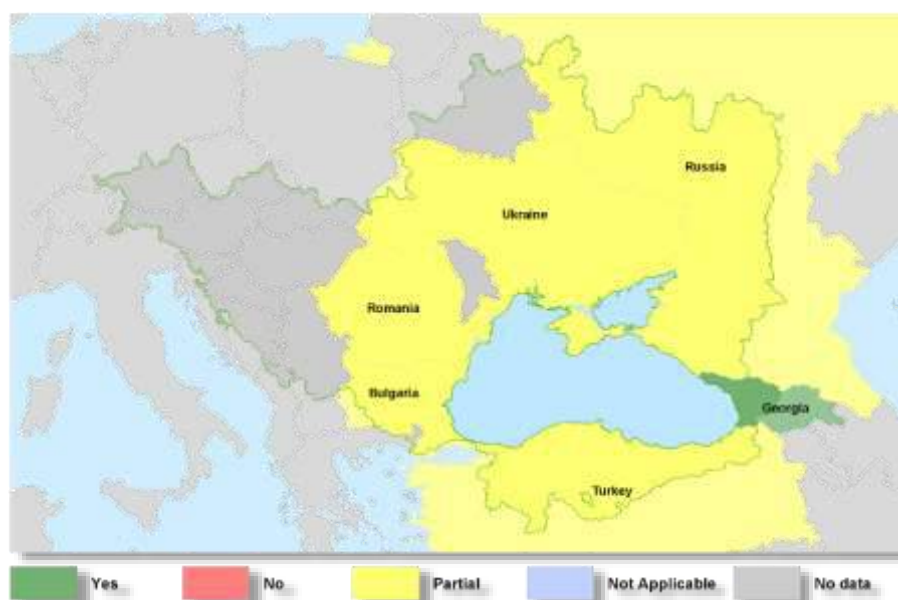 Russia
Ukraine
Romania
Bulgaria
Georgia
Turkey
Yes No Partial Not Applicable No data